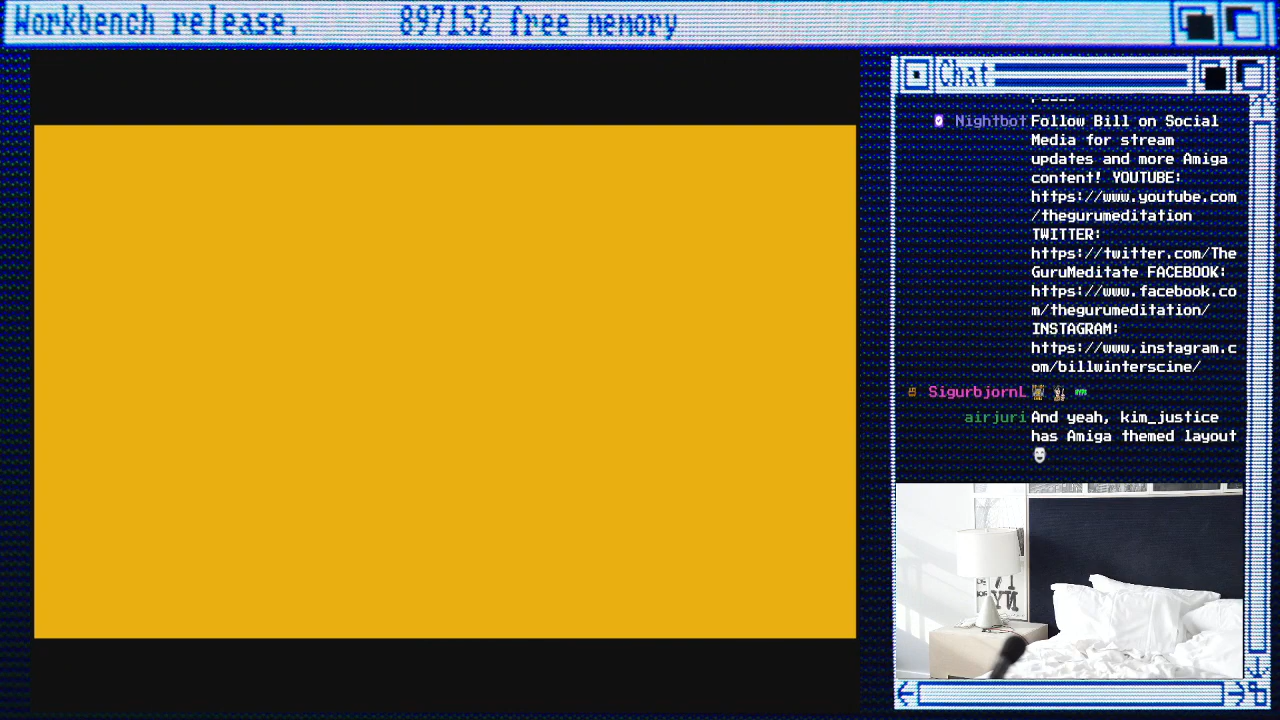 Workbench release. 897152 free memory
Chat
Nightbot Follow Bill on Social
Media for stream
updates and more Amiga
content! YOUTUBE:
https://www.youtube.com
/thegurumeditation
TWITTER:
https://twitter.com/The
GuruMeditate FACEBOOK:
https://www.facebook.co
m/thegurumeditation/
INSTAGRAM:
https://www.instagram.c
om/billwinterscine/
SigurbjornL
airjuri And yeah, kim_justice
has Amiga themed layout